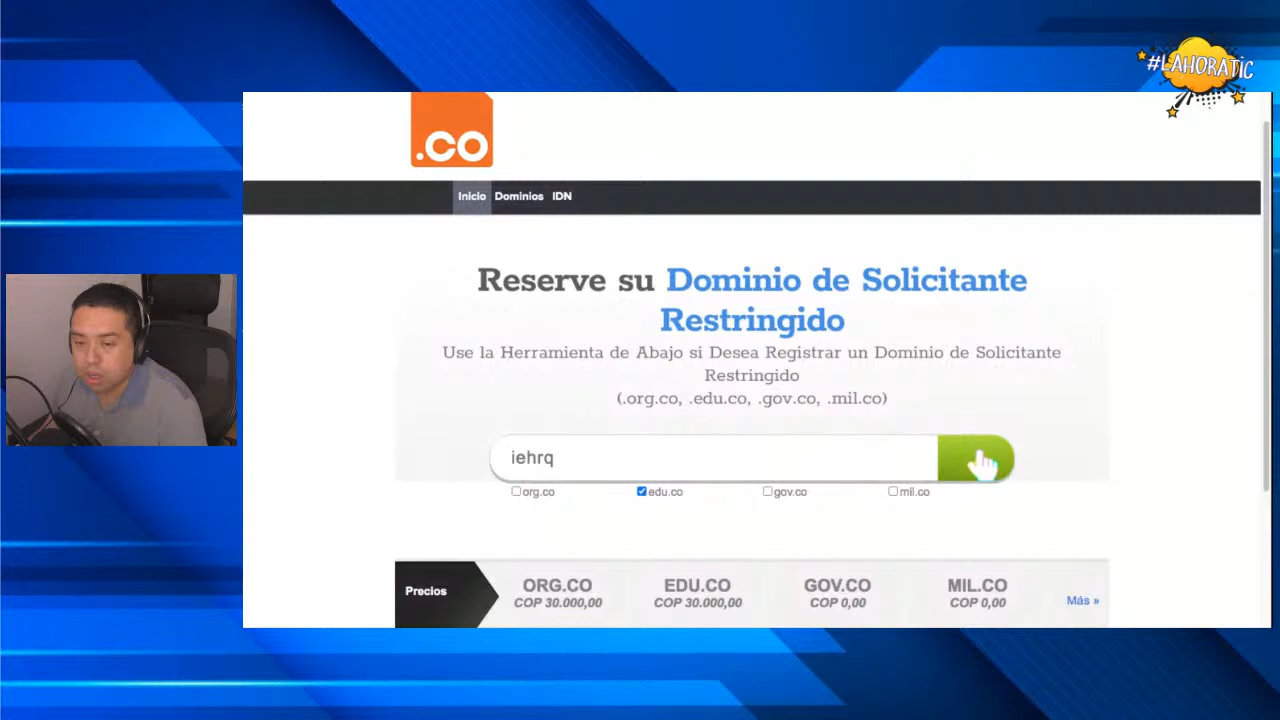 #LAHORATIC
.co
Inicio Dominios IDN
Reserve su Dominio de Solicitante
Restringido
Use la Herramienta de Abajo si Desea Registrar un Dominio de Solicitante
Restringido
(.org.co, .edu.co, .gov.co, .mil.co)
iehrq
org.co edu.co gov.co mil.co
Precios
ORG.CO EDU.CO GOV.CO MIL.CO
COP 30.000,00 COP 30.000,00 COP 0,00 COP 0,00
Más »